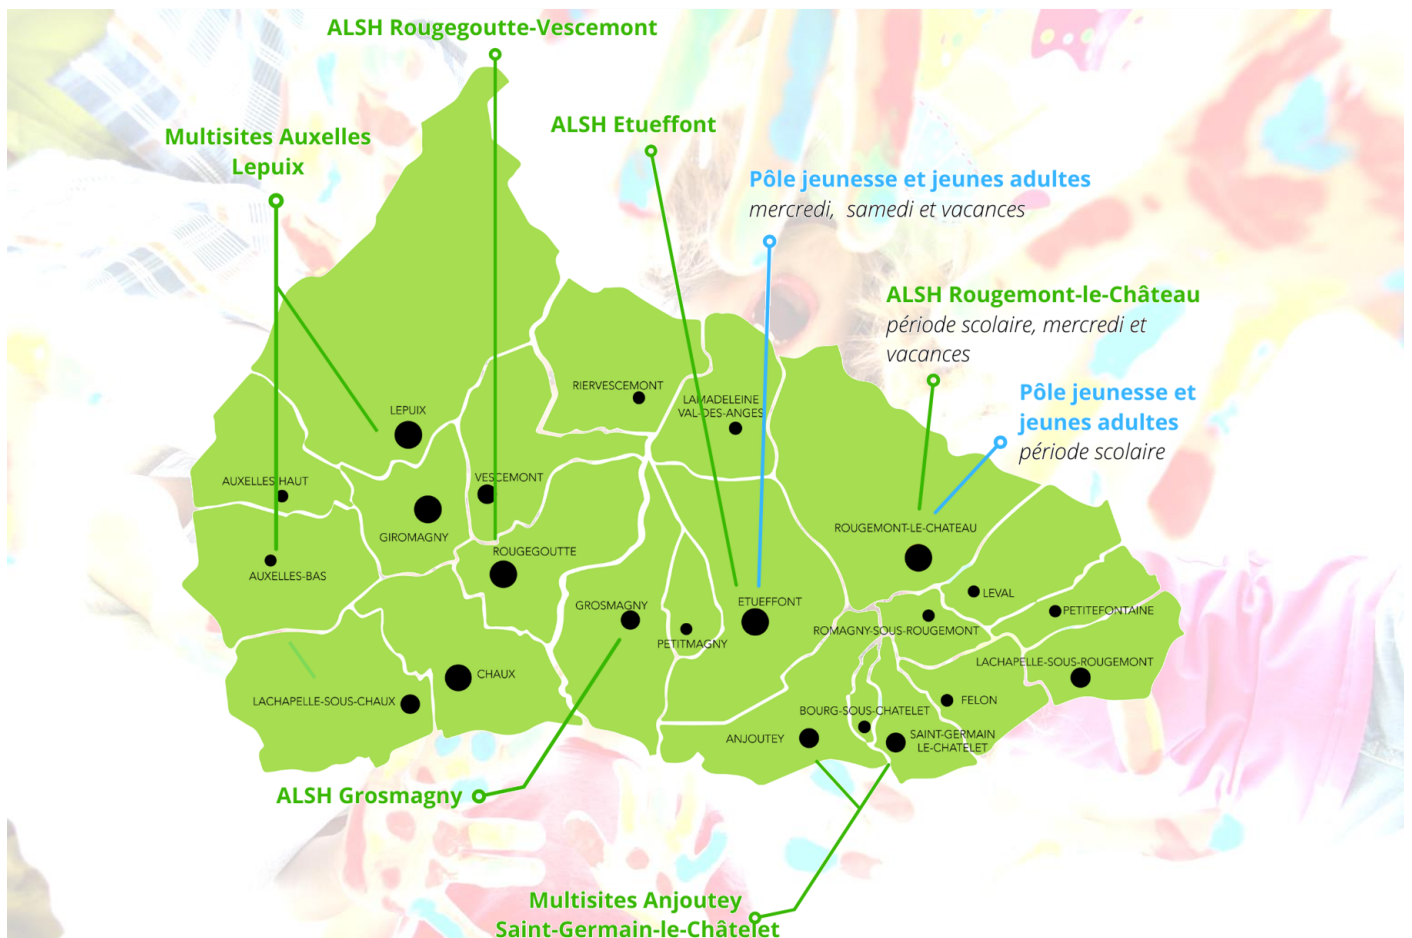 ALSH Rougegoutte-Vescemont
Multisites Auxelles
Lepuix
ALSH Etueffont
Pôle jeunesse et jeunes adultes
mercredi, samedi et vacances
ALSH Rougemont-le-Château
période scolaire, mercredi et
vacances
Pôle jeunesse et
jeunes adultes
période scolaire
RIERVESCEMONT
LAMADELEINE
VAL-DES-ANGES
LEPUIX
AUXELLES-HAUT
VESCEMONT
GIROMAGNY
ROUGEMONT-LE-CHATEAU
ROUGEGOUTTE
AUXELLES-BAS
LEVAL
ETUEFFONT
GROSMAGNY
PETITEFONTAINE
ROMAGNY-SOUS-ROUGEMONT
PETITMAGNY
LACHAPELLE-SOUS-ROUGEMONT
CHAUX
LACHAPELLE-SOUS-CHAUX
FELON
BOURG-SOUS-CHATELET
ANJOUTEY
SAINT-GERMAIN
LE-CHATELET
ALSH Grosmagny
Multisites Anjoutey
Saint-Germain-le-Châtelet